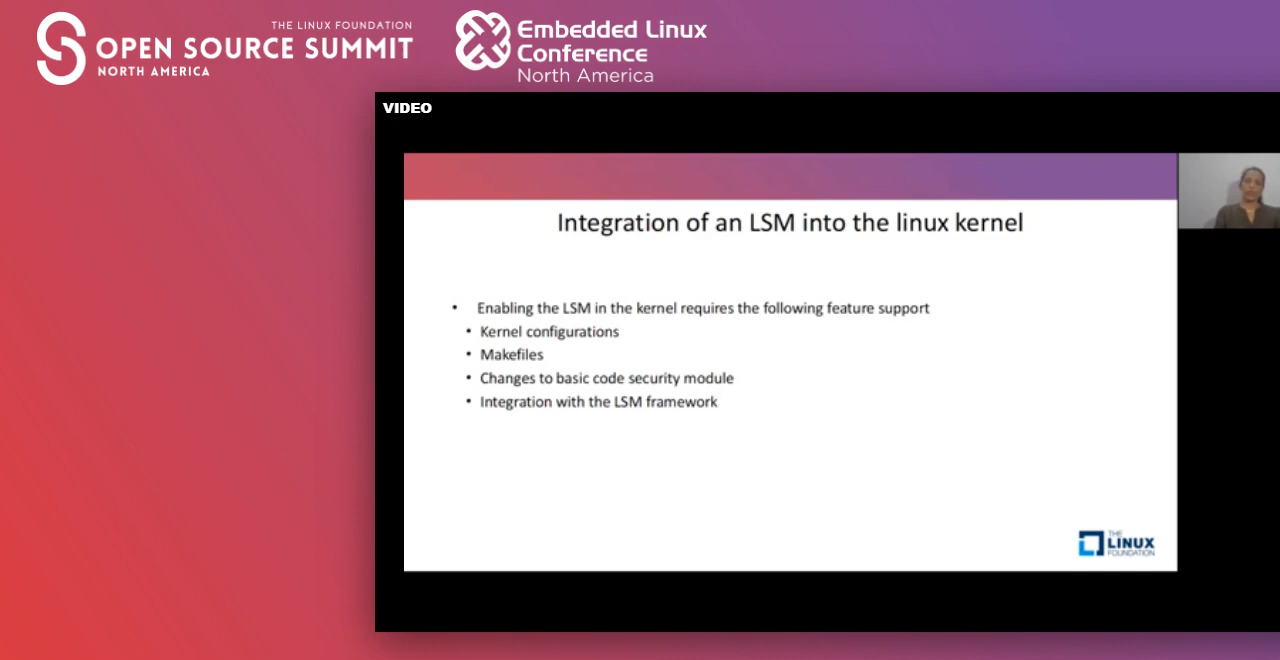 THE LINUX FOUNDATION
OPEN SOURCE SUMMIT
NORTH AMERICA
Embedded Linux
Conference
North America
VIDEO
Integration of an LSM into the linux kernel
• Enabling the LSM in the kernel requires the following feature support
• Kernel configurations
• Makefiles
• Changes to basic code security module
• Integration with the LSM framework
THE
LINUX
FOUNDATION